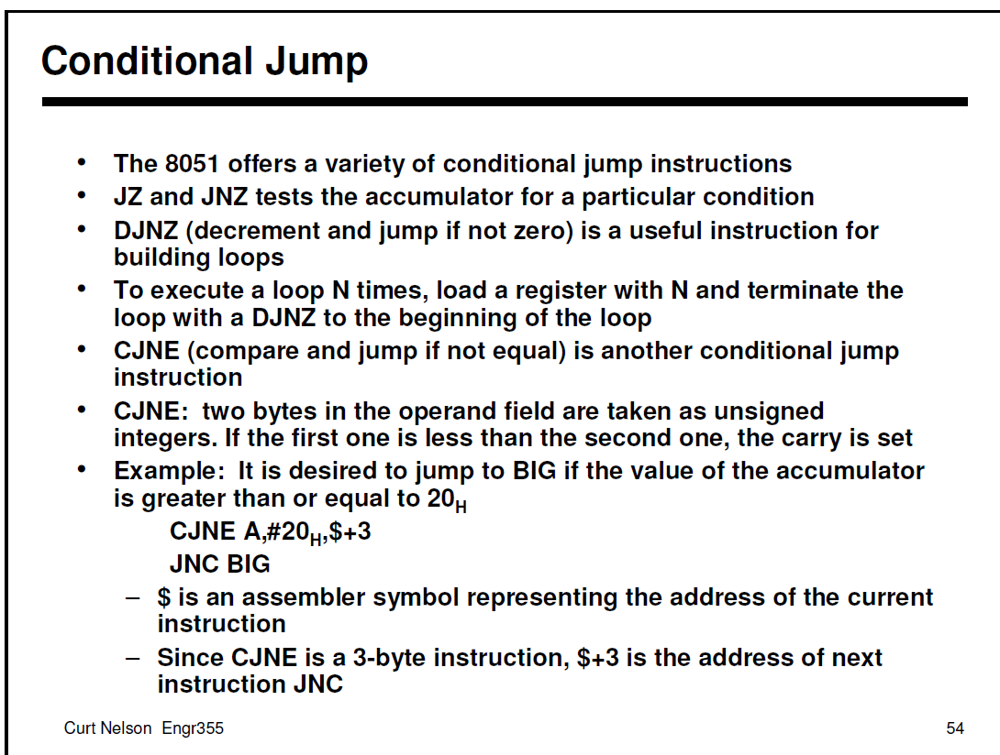 Conditional Jump
• The 8051 offers a variety of conditional jump instructions
• JZ and JNZ tests the accumulator for a particular condition
• DJNZ (decrement and jump if not zero) is a useful instruction for
building loops
• To execute a loop N times, load a register with N and terminate the
loop with a DJNZ to the beginning of the loop
• CJNE (compare and jump if not equal) is another conditional jump
instruction
• CJNE: two bytes in the operand field are taken as unsigned
integers. If the first one is less than the second one, the carry is set
• Example: It is desired to jump to BIG if the value of the accumulator
is greater than or equal to 20H
CJNE A,#20H,$+3
JNC BIG
– $ is an assembler symbol representing the address of the current
instruction
– Since CJNE is a 3-byte instruction, $+3 is the address of next
instruction JNC
Curt Nelson Engr355
54